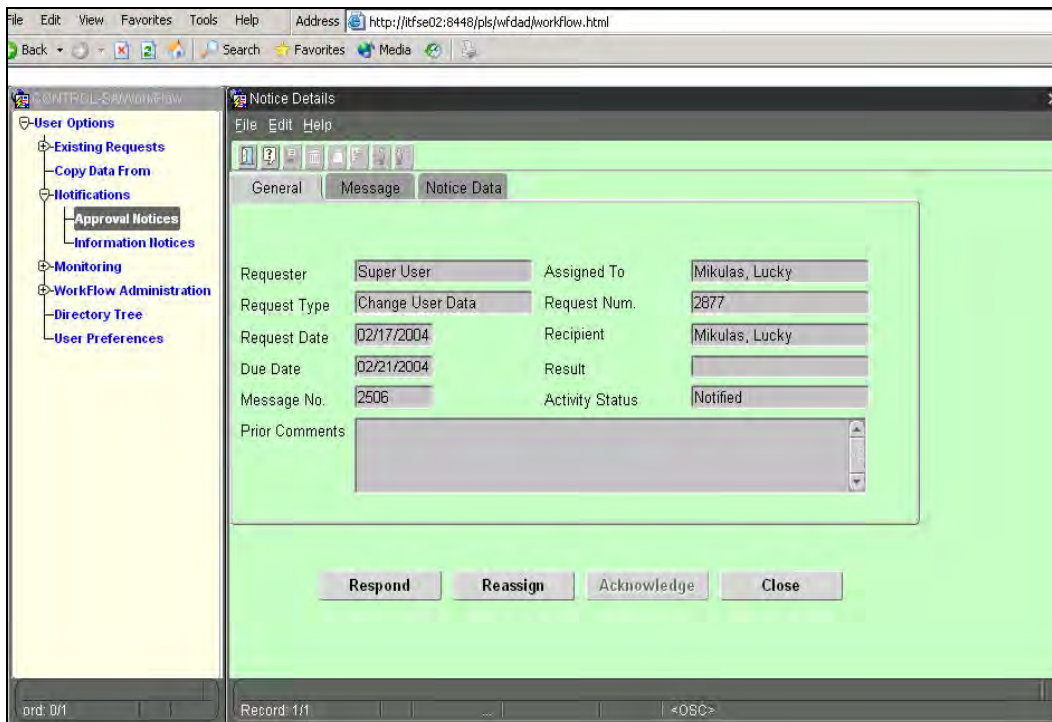 File Edit View Favorites Tools Help Address http://itfse02:8448/pls/wfdad/workflow.html
Back Search Favorites Media
CONTROL-SA/WorkFlow
User Options
Existing Requests
Copy Data From
Notifications
Approval Notices
Information Notices
Monitoring
WorkFlow Administration
Directory Tree
User Preferences
ord: 0/1
Notice Details
File Edit Help
General Message Notice Data
Requester Super User Assigned To Mikulas, Lucky
Request Type Change User Data Request Num. 2877
Request Date 02/17/2004 Recipient Mikulas, Lucky
Due Date 02/21/2004 Result
Message No. 2506 Activity Status Notified
Prior Comments
Respond Reassign Acknowledge Close
Record: 1/1 ... <OSC>